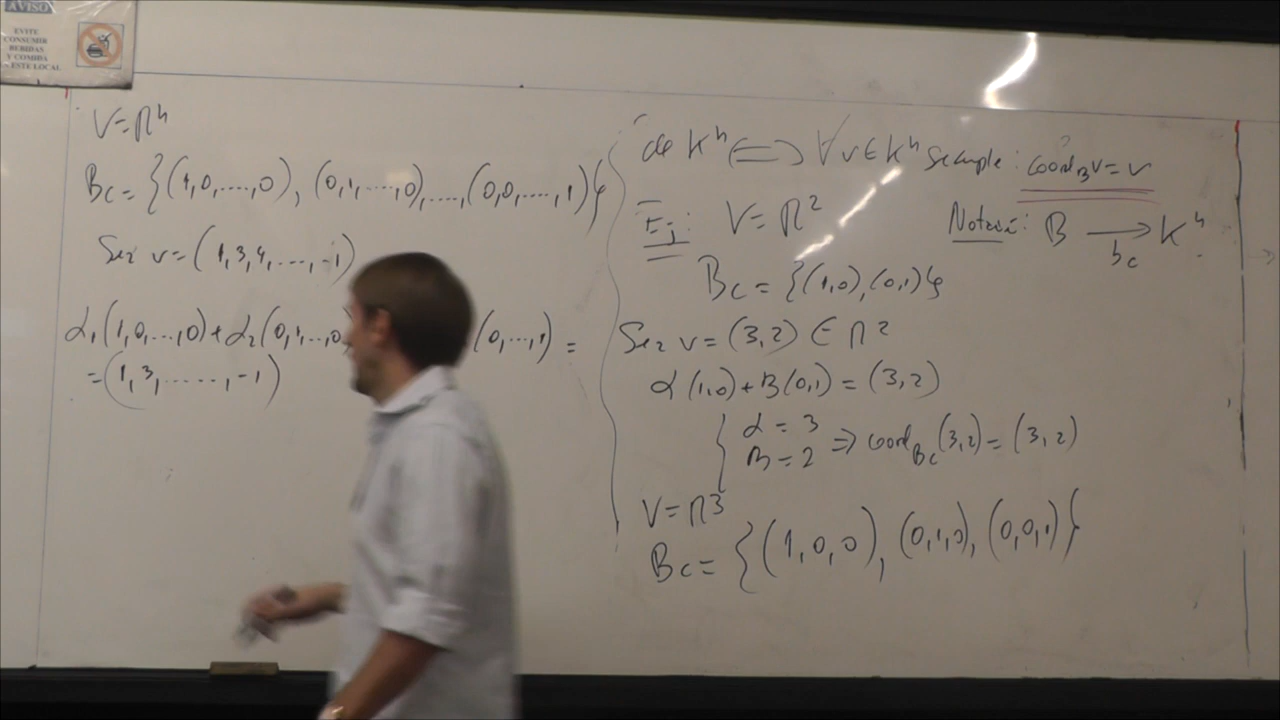 AVISO
EVITE
CONSUMIR
BEBIDAS
Y COMIDA
ESTE LOCAL
V = ℝⁿ
Bc = {(1,0,....,0), (0,1,...,0),....,(0,0,....,1)}
Sea v = (1,3,4,....,-1)
α₁(1,0,...,0)+α₂(0,1,...,0 (0,...,1) =
=(1,3,......,-1)
de Kⁿ ⟺ ∀v∈Kⁿ se cumple: coord_B v = v
Ej: V = ℝ²
Notación: B →bc Kⁿ
Bc = {(1,0),(0,1)}
Sea v = (3,2) ∈ ℝ²
α(1,0)+β(0,1) = (3,2)
{ α = 3
β = 2 ⇒ coord_Bc (3,2) = (3,2)
V = ℝ³
Bc = {(1,0,0), (0,1,0), (0,0,1)}